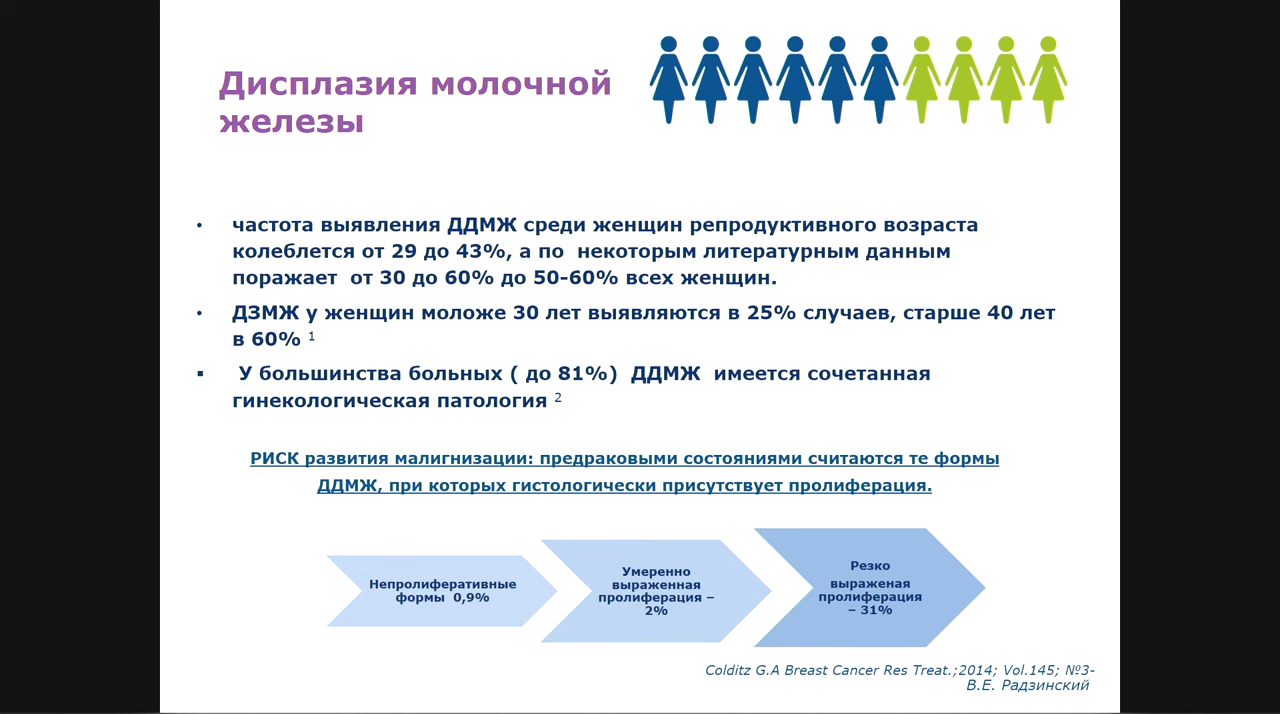 Дисплазия молочной
железы
• частота выявления ДДМЖ среди женщин репродуктивного возраста
колеблется от 29 до 43%, а по некоторым литературным данным
поражает от 30 до 60% до 50-60% всех женщин.
• ДЗМЖ у женщин моложе 30 лет выявляются в 25% случаев, старше 40 лет
в 60% 1
▪ У большинства больных ( до 81%) ДДМЖ имеется сочетанная
гинекологическая патология 2
РИСК развития малигнизации: предраковыми состояниями считаются те формы
ДДМЖ, при которых гистологически присутствует пролиферация.
Непролиферативные
формы 0,9%
Умеренно
выраженная
пролиферация –
2%
Резко
выраженая
пролиферация
– 31%
Colditz G.A Breast Cancer Res Treat.;2014; Vol.145; №3-
В.Е. Радзинский